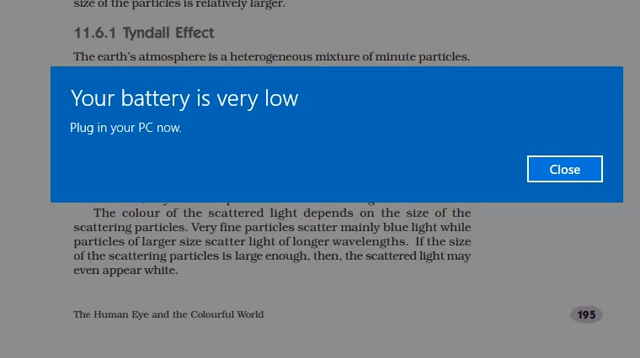 size of the particles is relatively larger.
11.6.1 Tyndall Effect
The earth's atmosphere is a heterogeneous mixture of minute particles.
Your battery is very low
Plug in your PC now.
Close
The colour of the scattered light depends on the size of the
scattering particles. Very fine particles scatter mainly blue light while
particles of larger size scatter light of longer wavelengths. If the size
of the scattering particles is large enough, then, the scattered light may
even appear white.
The Human Eye and the Colourful World
195